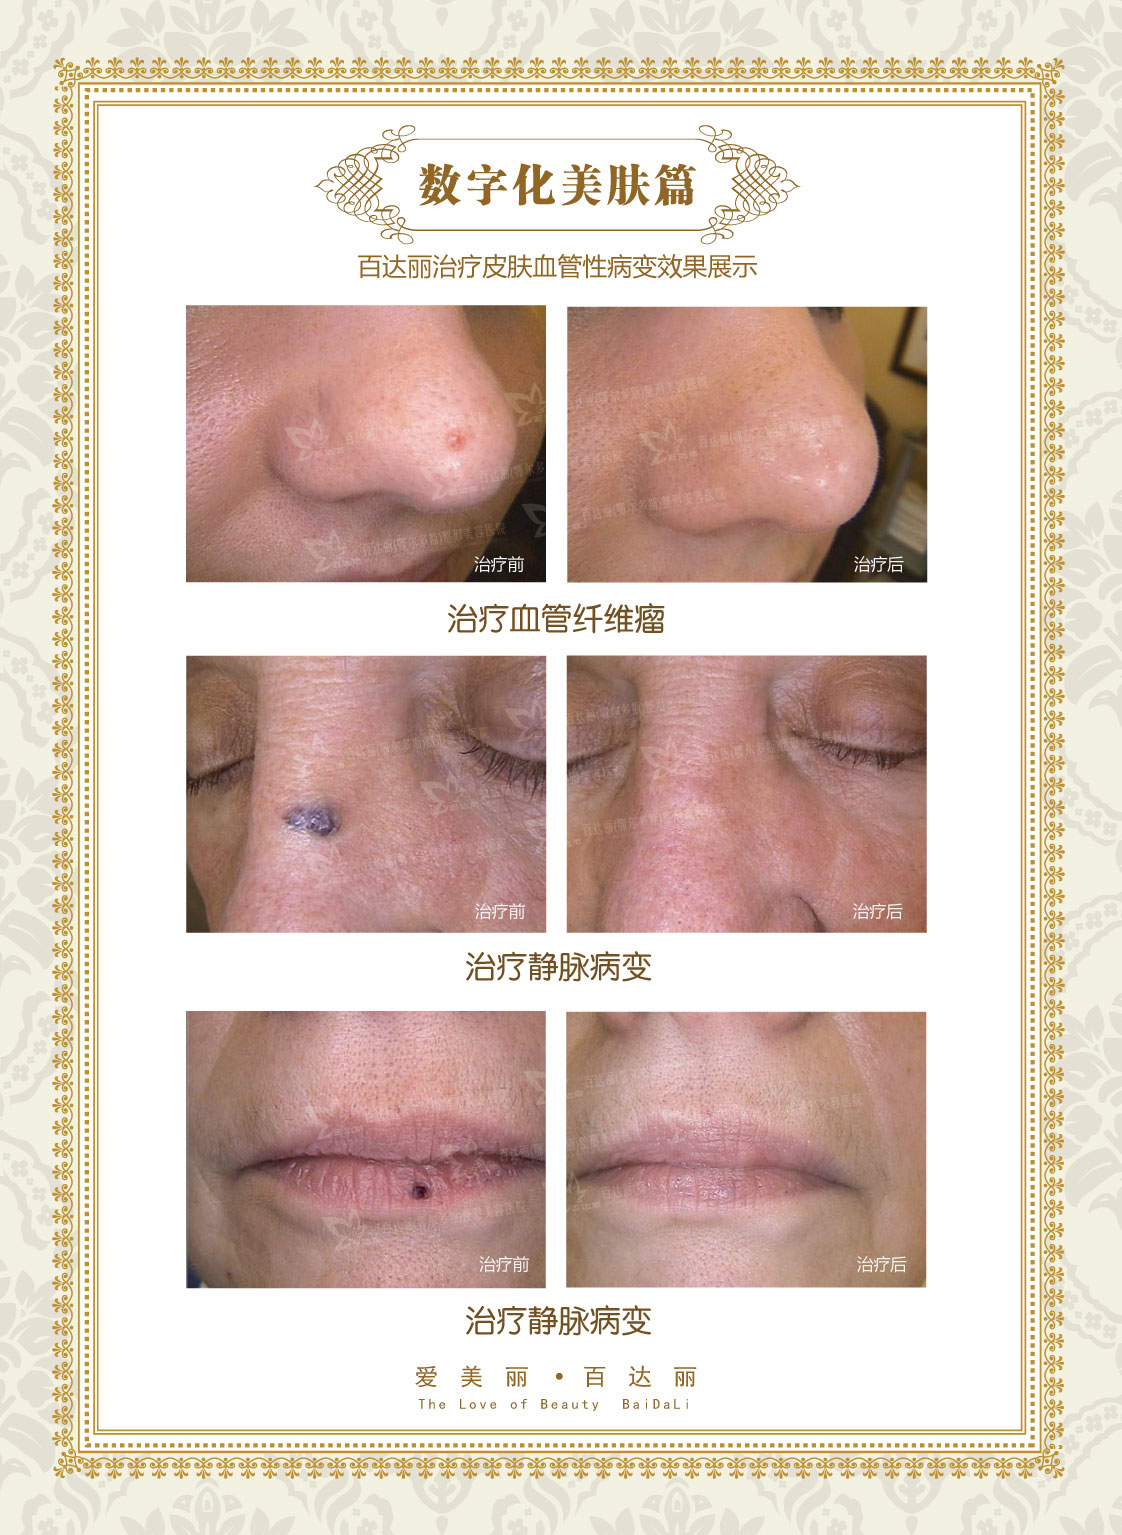 数字化美肤篇
百达丽治疗皮肤血管性病变效果展示
治疗前
治疗后
治疗血管纤维瘤
治疗前
治疗后
治疗静脉病变
治疗前
治疗后
治疗静脉病变
爱美丽·百达丽
The Love of Beauty BaiDaLi